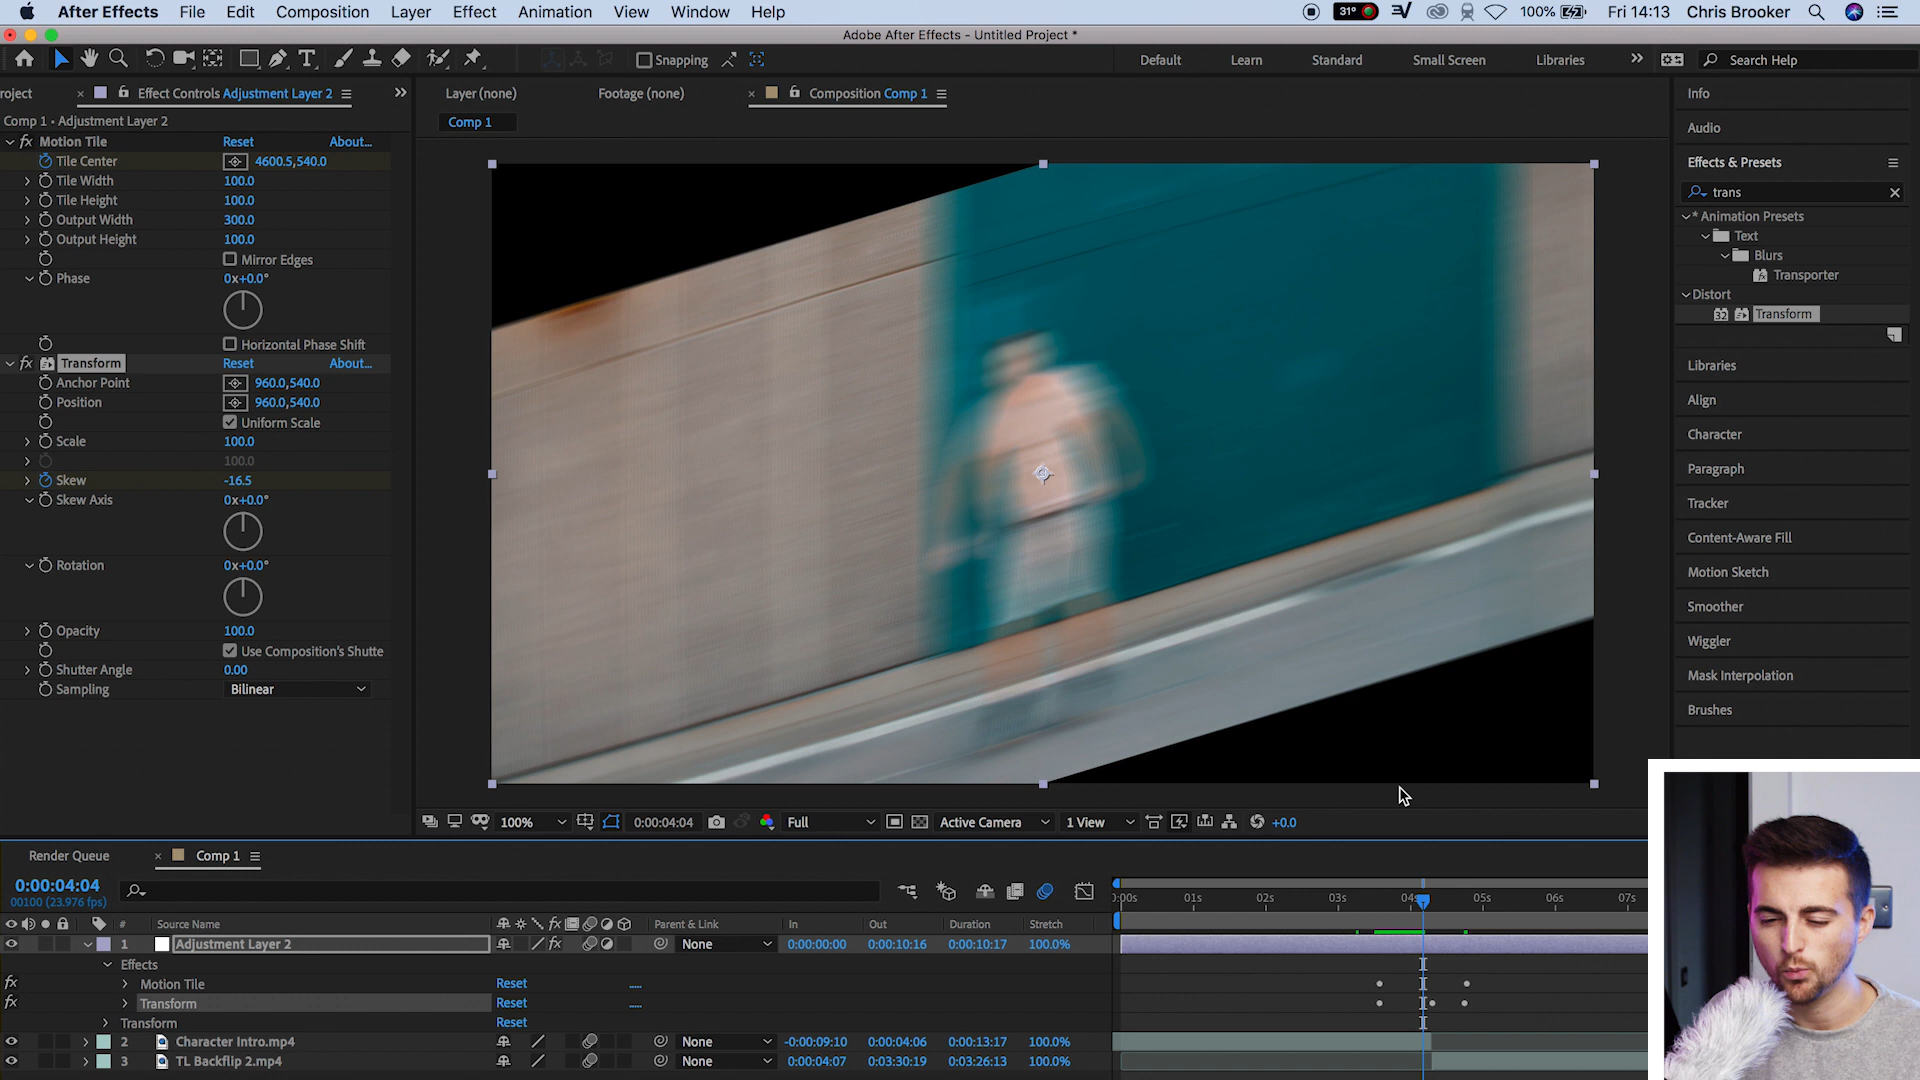 After Effects File Edit Composition Layer Effect Animation View Window Help 31° 100% Fri 14:13 Chris Brooker
Adobe After Effects - Untitled Project *
Snapping Default Learn Standard Small Screen Libraries Search Help
roject Effect Controls Adjustment Layer 2 Layer (none) Footage (none) Composition Comp 1
Comp 1 • Adjustment Layer 2
Comp 1
fx Motion Tile Reset About...
Tile Center 4600.5,540.0
Tile Width 100.0
Tile Height 100.0
Output Width 300.0
Output Height 100.0
Mirror Edges
Phase 0x+0.0°
Horizontal Phase Shift
fx Transform Reset About...
Anchor Point 960.0,540.0
Position 960.0,540.0
Uniform Scale
Scale 100.0
100.0
Skew -16.5
Skew Axis 0x+0.0°
Rotation 0x+0.0°
Opacity 100.0
Use Composition's Shutte
Shutter Angle 0.00
Sampling Bilinear
Info
Audio
Effects & Presets
trans
* Animation Presets
Text
Blurs
Transporter
Distort
32 Transform
Libraries
Align
Character
Paragraph
Tracker
Content-Aware Fill
Motion Sketch
Smoother
Wiggler
Mask Interpolation
Brushes
100% 0:00:04:04 Full Active Camera 1 View +0.0
Render Queue Comp 1
0:00:04:04
00100 (23.976 fps)
0:00s 01s 02s 03s 04s 05s 06s 07s
# Source Name fx Parent & Link In Out Duration Stretch
1 Adjustment Layer 2 fx None 0:00:00:00 0:00:10:16 0:00:10:17 100.0%
Effects
fx Motion Tile Reset .....
fx Transform Reset .....
Transform Reset
2 Character Intro.mp4 None -0:00:09:10 0:00:04:06 0:00:13:17 100.0%
3 TL Backflip 2.mp4 None 0:00:04:07 0:03:30:19 0:03:26:13 100.0%